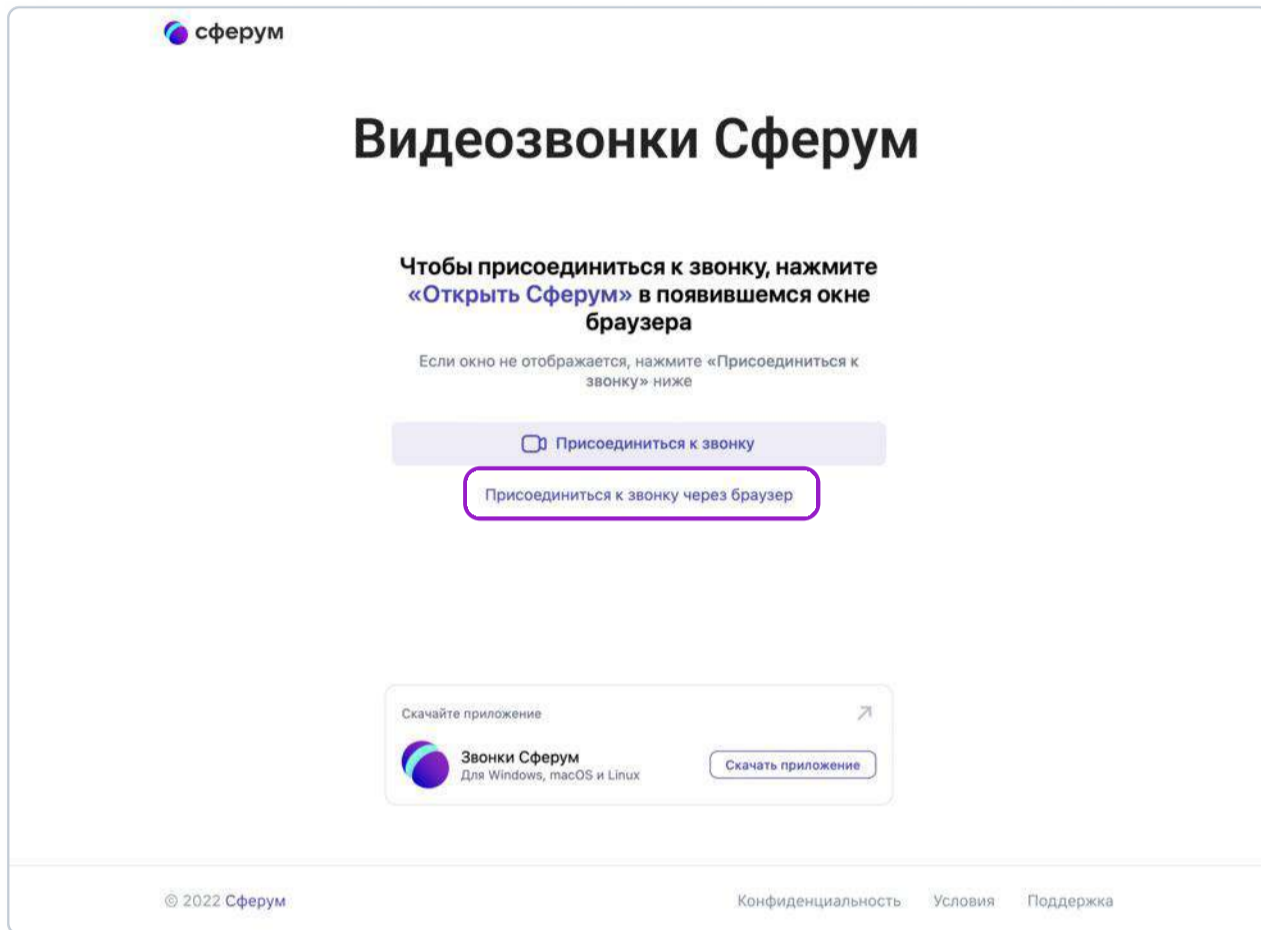 сферум
Видеозвонки Сферум
Чтобы присоединиться к звонку, нажмите
«Открыть Сферум» в появившемся окне
браузера
Если окно не отображается, нажмите «Присоединиться к
звонку» ниже
Присоединиться к звонку
Присоединиться к звонку через браузер
Скачайте приложение
Звонки Сферум
Для Windows, macOS и Linux
Скачать приложение
© 2022 Сферум
Конфиденциальность Условия Поддержка